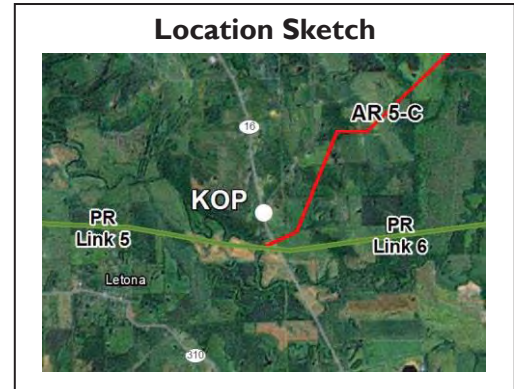 Location Sketch
16
AR 5-C
KOP
PR
Link 5
PR
Link 6
Letona
310